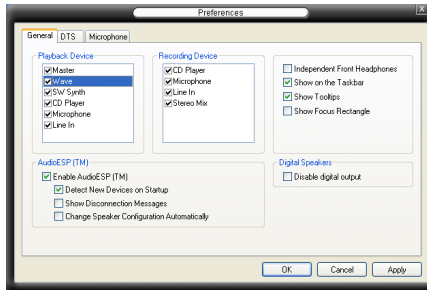 Preferences
X
General DTS Microphone
Playback Device
Master
Wave
SW Synth
CD Player
Microphone
Line In
Recording Device
CD Player
Microphone
Line In
Stereo Mix
Independent Front Headphones
Show on the Taskbar
Show Tooltips
Show Focus Rectangle
AudioESP (TM)
Enable AudioESP (TM)
Detect New Devices on Startup
Show Disconnection Messages
Change Speaker Configuration Automatically
Digital Speakers
Disable digital output
OK Cancel Apply